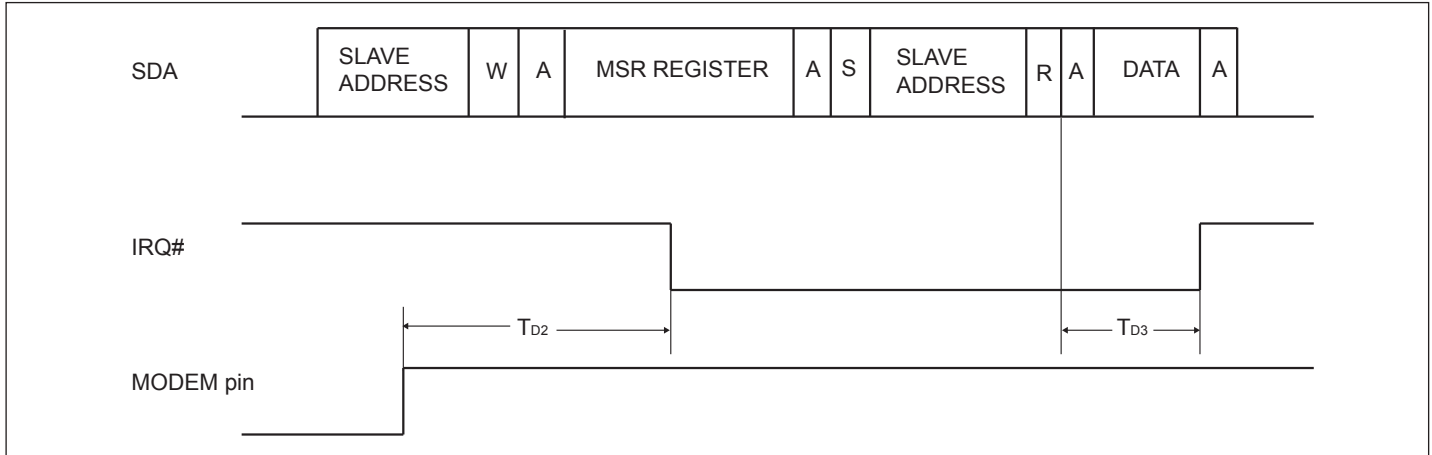 SDA
SLAVE
ADDRESS
W
A
MSR REGISTER
A
S
SLAVE
ADDRESS
R
A
DATA
A
IRQ#
TD2
TD3
MODEM pin